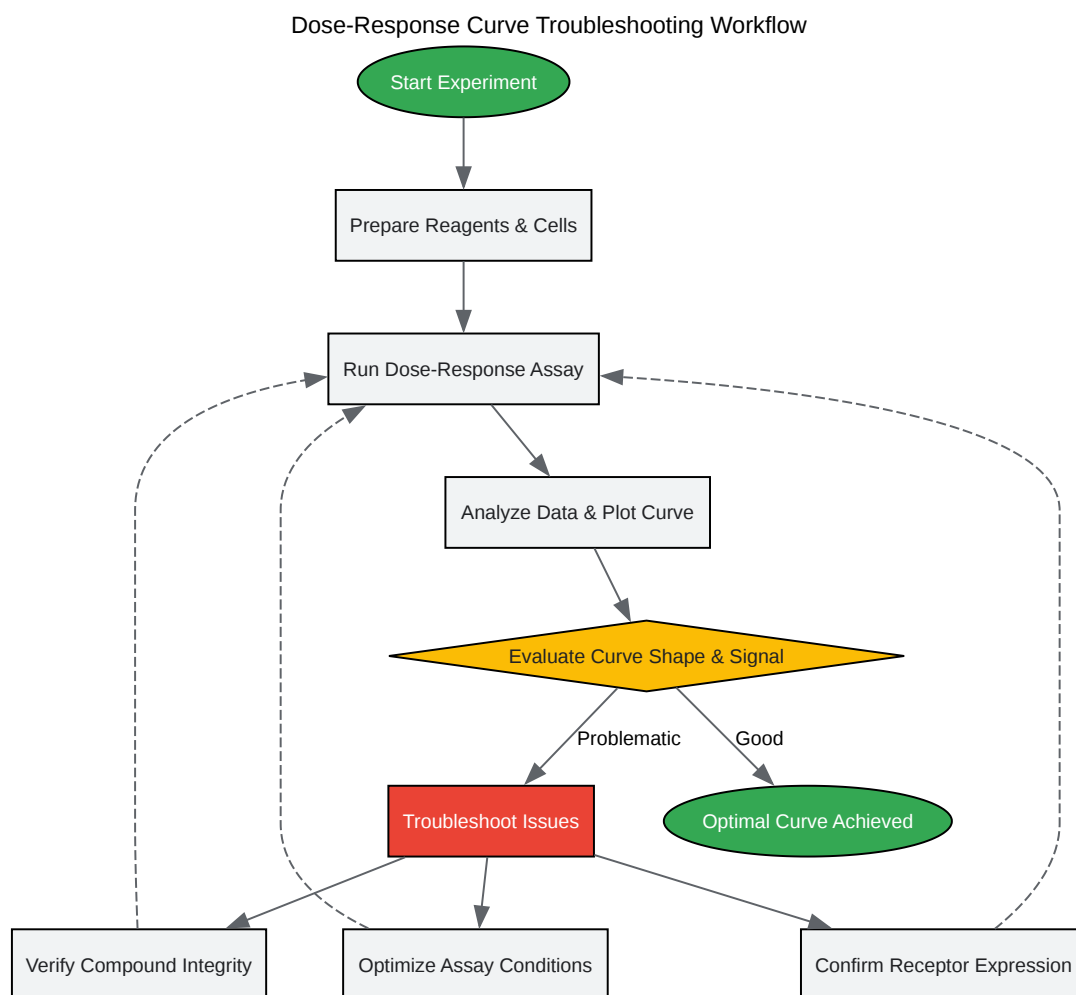 Dose-Response Curve Troubleshooting Workflow
Start Experiment
Prepare Reagents & Cells
Run Dose-Response Assay
Analyze Data & Plot Curve
Evaluate Curve Shape & Signal
Problematic
Good
Troubleshoot Issues
Optimal Curve Achieved
Verify Compound Integrity
Optimize Assay Conditions
Confirm Receptor Expression